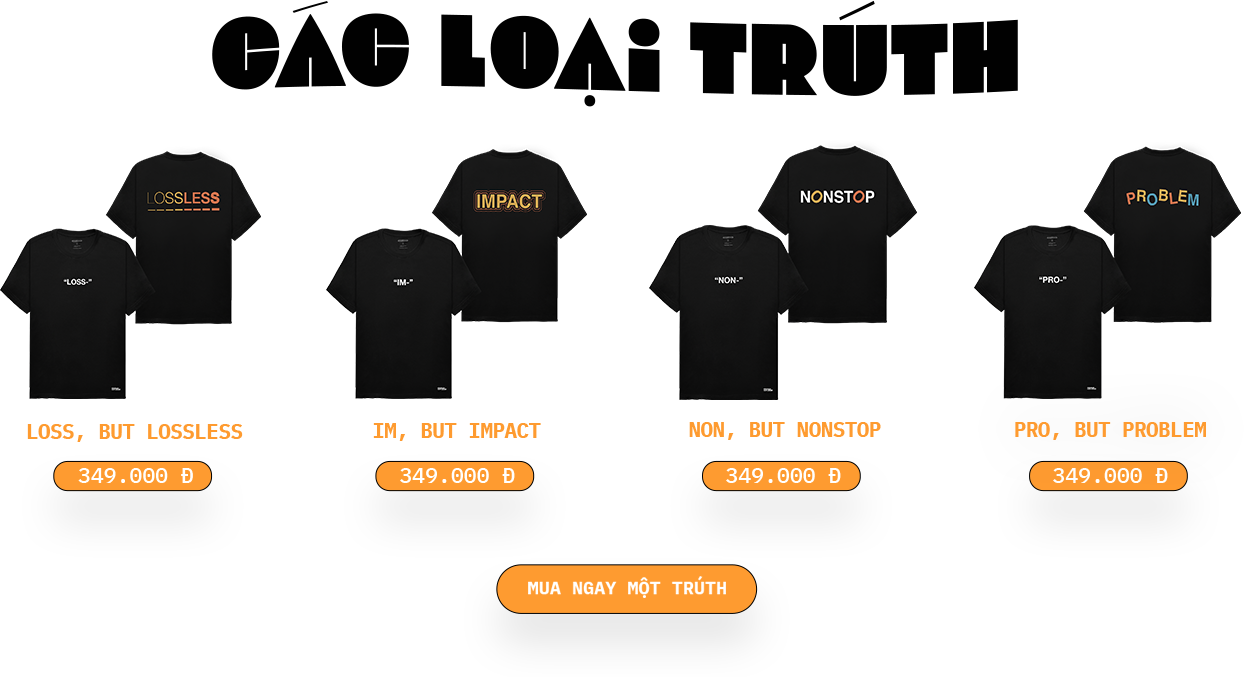 CÁC LOẠi TRÚTH
LOSSLESS
IMPACT
NONSTOP
PROBLEM
“LOSS-”
“IM-”
“NON-”
“PRO-”
LOSS, BUT LOSSLESS
IM, BUT IMPACT
NON, BUT NONSTOP
PRO, BUT PROBLEM
349.000 Đ
349.000 Đ
349.000 Đ
349.000 Đ
MUA NGAY MỘT TRÚTH